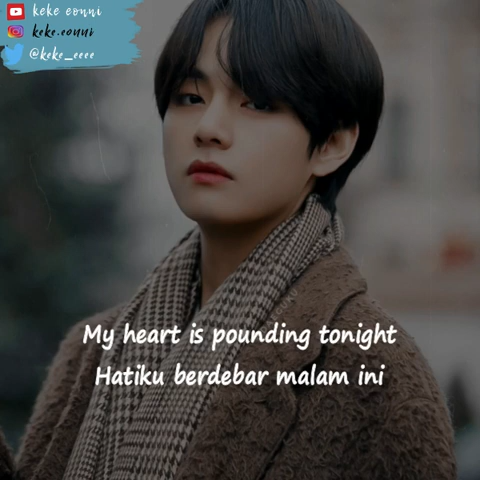 keke eonni
keke.eonni
@keke_eeee
My heart is pounding tonight
Hatiku berdebar malam ini